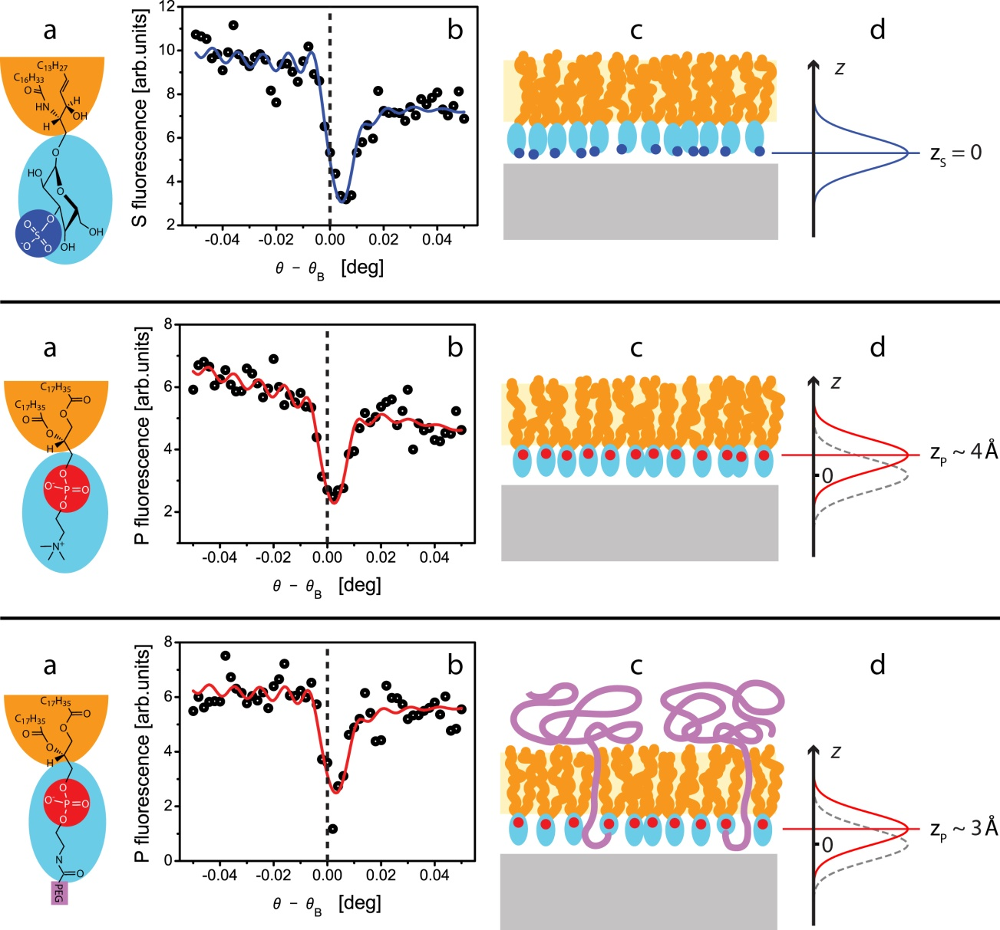 a
C₁₃H₂₇
C₁₆H₃₃
O
HN
H
OH
H
O
HO
O
O
O
S
⁻O
O
OH
OH
b
S fluorescence [arb.units]
12
10
8
6
4
2
-0.04 -0.02 0.00 0.02 0.04
θ − θB [deg]
c
d
z
zS = 0
a
C₁₇H₃₅
O
C₁₇H₃₅
O
O
O
H
O
O⁻
P
O
O
N⁺
b
P fluorescence [arb.units]
8
6
4
2
-0.04 -0.02 0.00 0.02 0.04
θ − θB [deg]
c
d
z
zP ~ 4 Å
0
a
C₁₇H₃₅
O
C₁₇H₃₅
O
O
O
H
O
O⁻
P
O
O
N
O
PEG
b
P fluorescence [arb.units]
8
6
4
2
0
-0.04 -0.02 0.00 0.02 0.04
θ − θB [deg]
c
d
z
zP ~ 3 Å
0